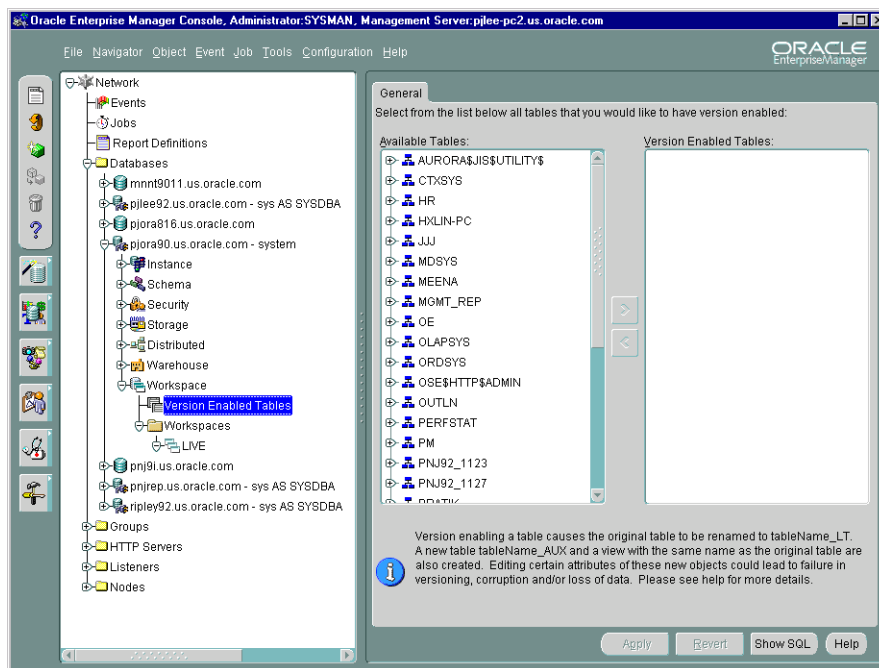 Oracle Enterprise Manager Console, Administrator:SYSMAN, Management Server:pjlee-pc2.us.oracle.com
File Navigator Object Event Job Tools Configuration Help
ORACLE
EnterpriseManager
Network
Events
Jobs
Report Definitions
Databases
mnnt9011.us.oracle.com
pjlee92.us.oracle.com - sys AS SYSDBA
pjora816.us.oracle.com
pjora90.us.oracle.com - system
Instance
Schema
Security
Storage
Distributed
Warehouse
Workspace
Version Enabled Tables
Workspaces
LIVE
pnj9i.us.oracle.com
pnjrep.us.oracle.com - sys AS SYSDBA
ripley92.us.oracle.com - sys AS SYSDBA
Groups
HTTP Servers
Listeners
Nodes
General
Select from the list below all tables that you would like to have version enabled:
Available Tables:
AURORA$JIS$UTILITY$
CTXSYS
HR
HXLIN-PC
JJJ
MDSYS
MEENA
MGMT_REP
OE
OLAPSYS
ORDSYS
OSE$HTTP$ADMIN
OUTLN
PERFSTAT
PM
PNJ92_1123
PNJ92_1127
Version Enabled Tables:
Version enabling a table causes the original table to be renamed to tableName_LT.
A new table tableName_AUX and a view with the same name as the original table are
also created. Editing certain attributes of these new objects could lead to failure in
versioning, corruption and/or loss of data. Please see help for more details.
Apply Revert Show SQL Help